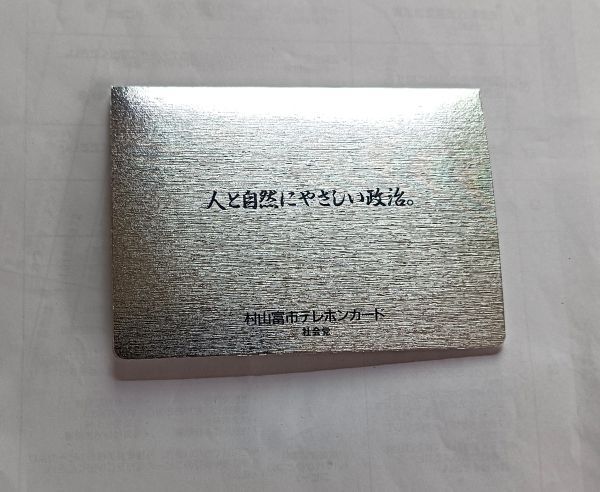 人と自然にやさしい政治。
村山富市テレホンカード
社会党